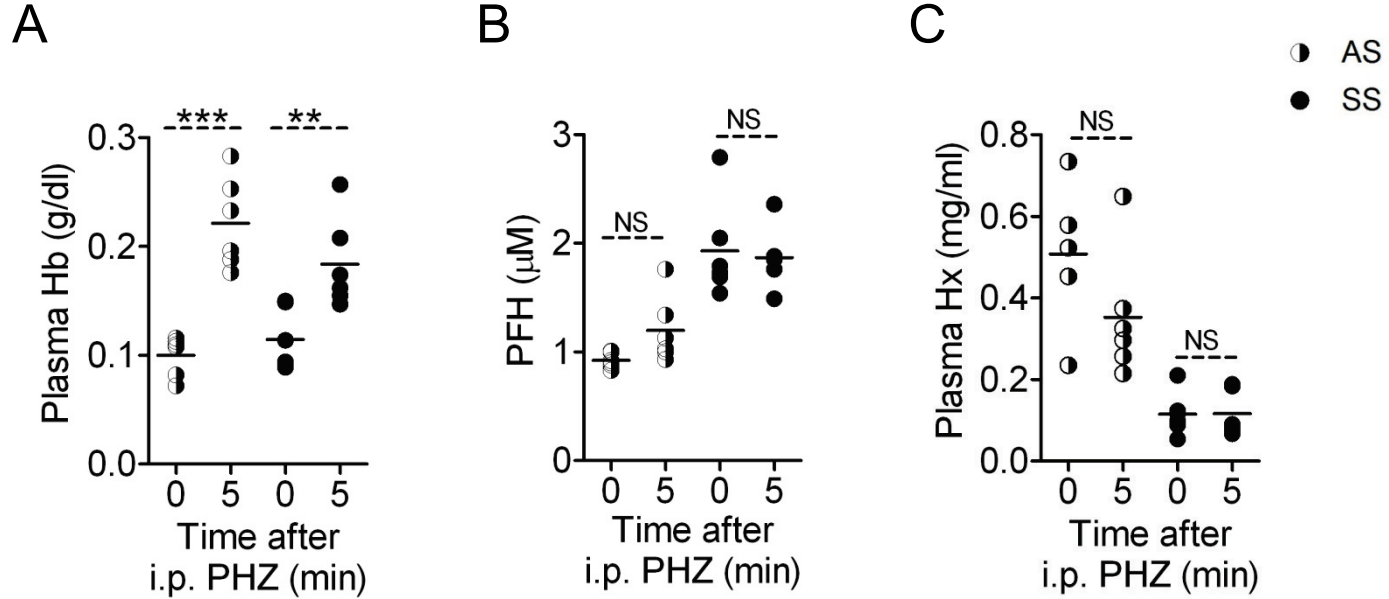 A
B
C
AS
SS
*** **
0.3
0.2
0.1
0.0
Plasma Hb (g/dl)
0 5 0 5
Time after
i.p. PHZ (min)
NS
NS
3
2
1
0
PFH (μM)
0 5 0 5
Time after
i.p. PHZ (min)
NS
NS
0.8
0.6
0.4
0.2
0.0
Plasma Hx (mg/ml)
0 5 0 5
Time after
i.p. PHZ (min)